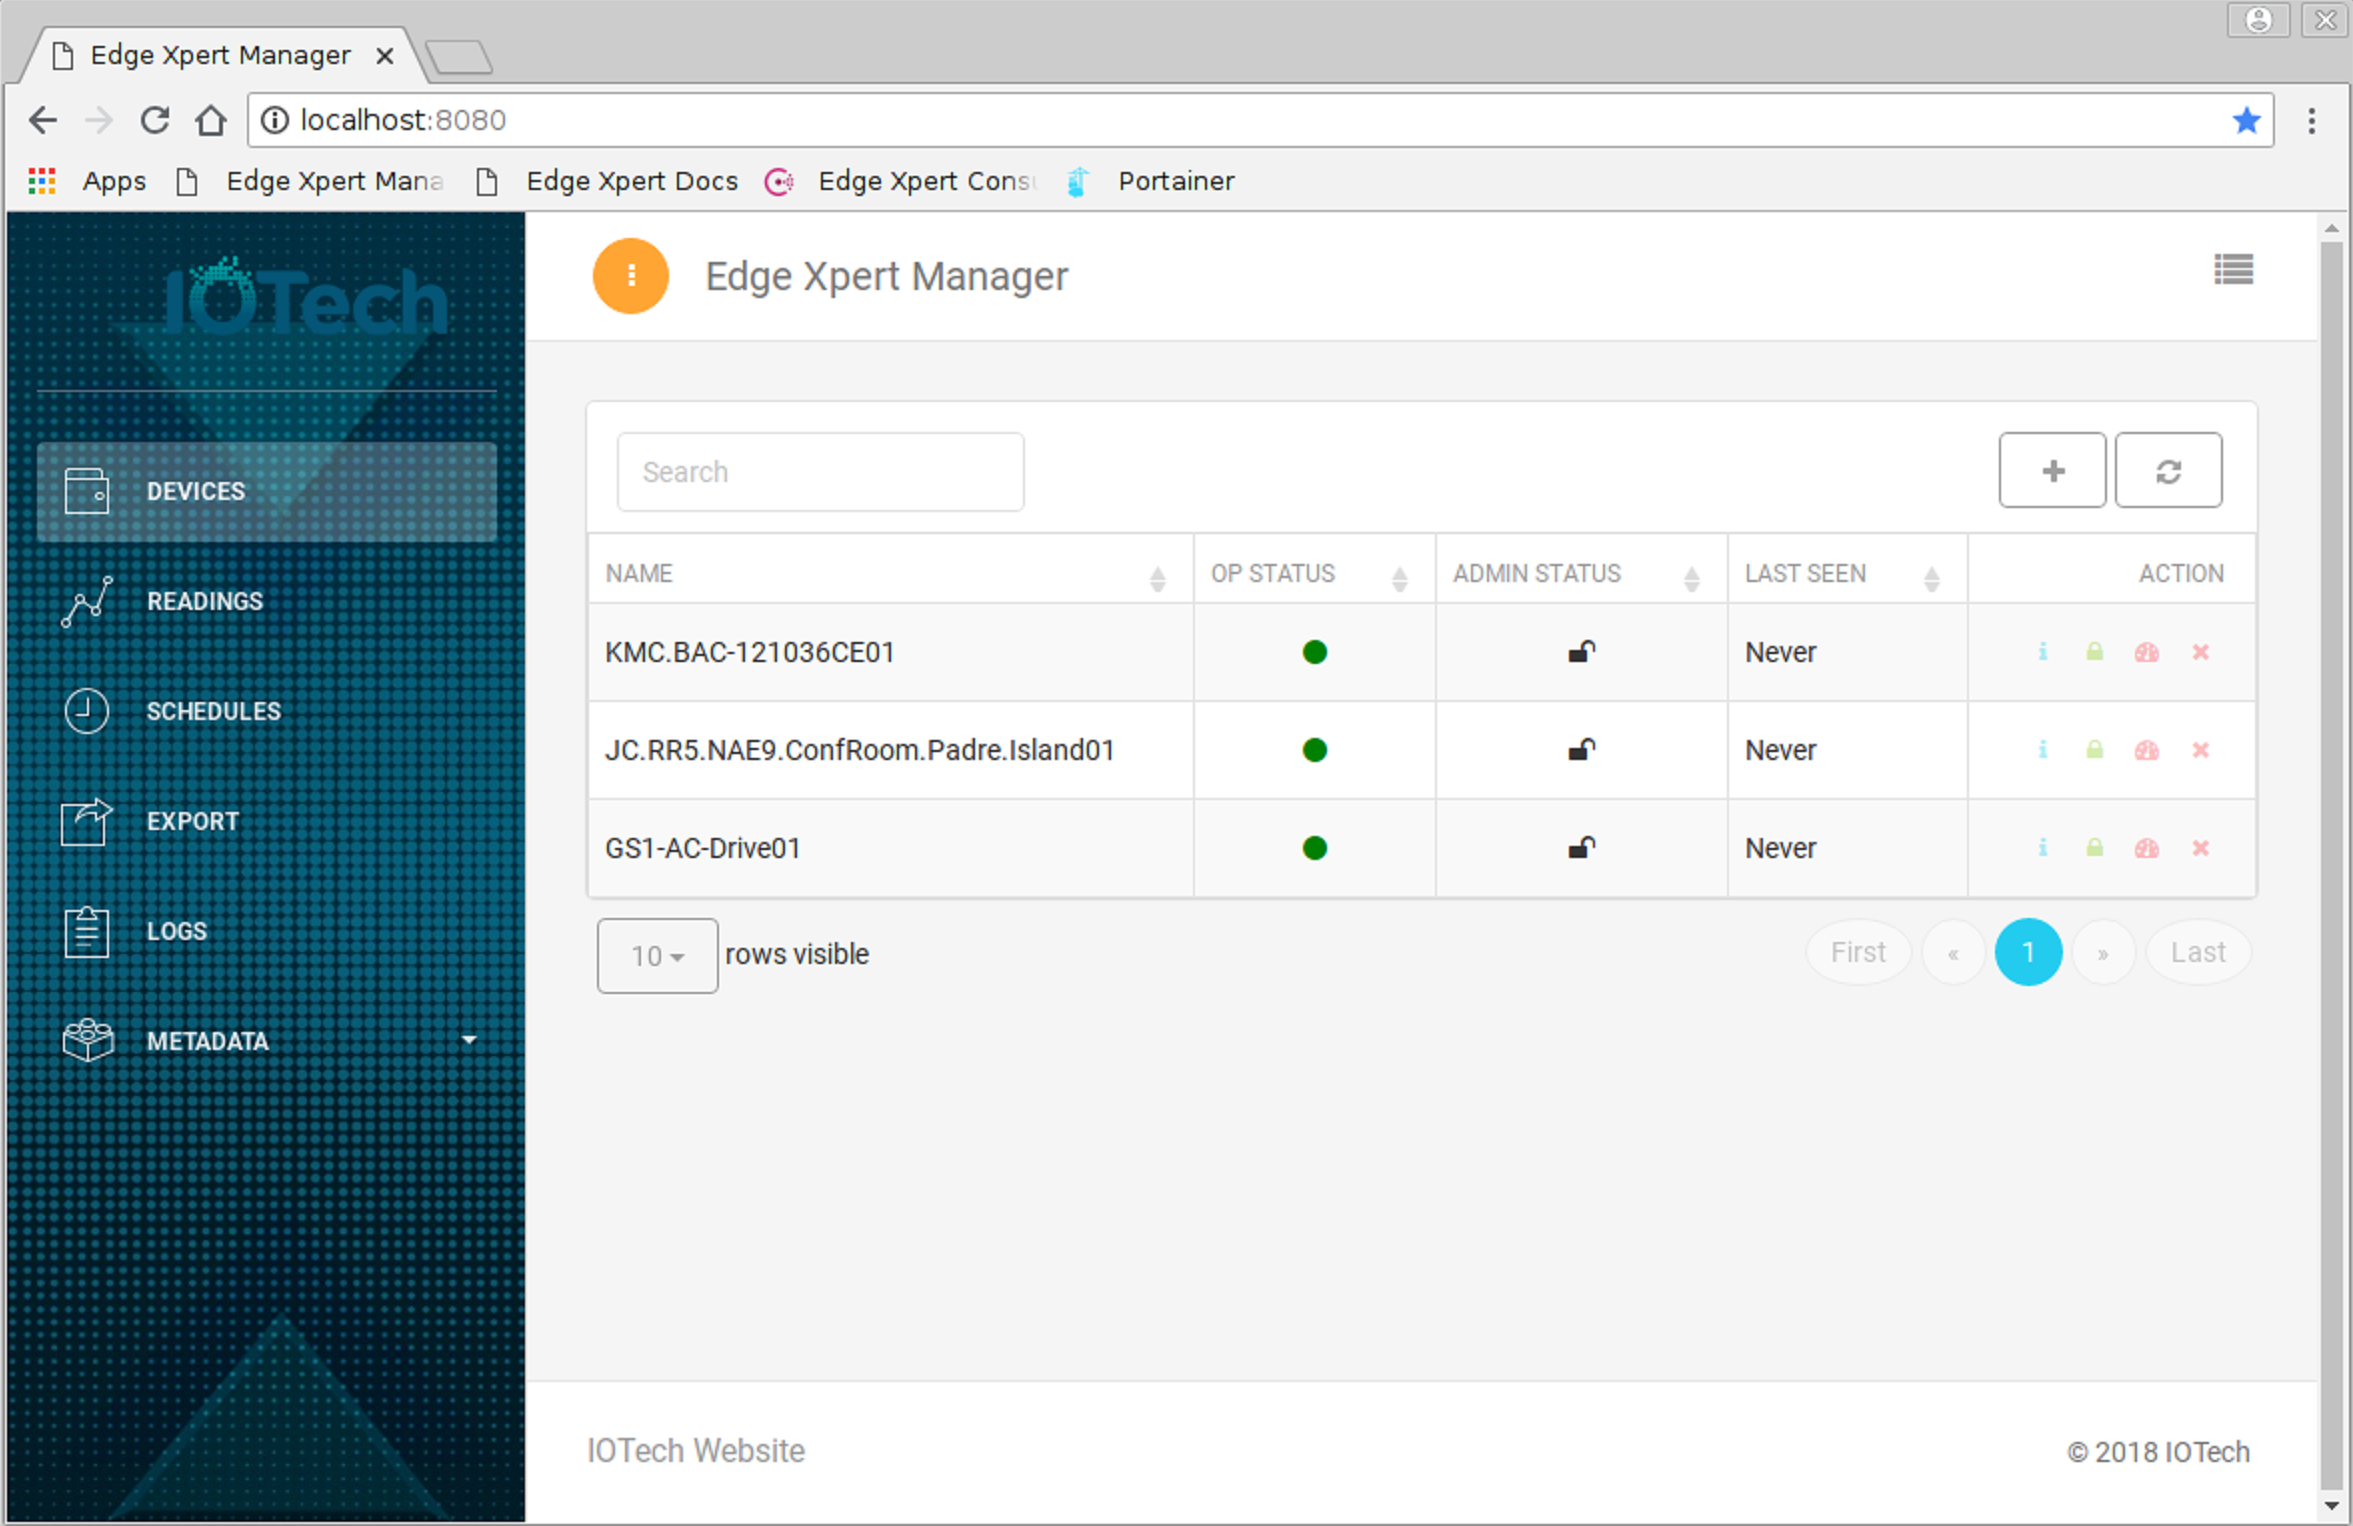 Edge Xpert Manager
localhost:8080
Apps Edge Xpert Mana Edge Xpert Docs Edge Xpert Cons Portainer
IOTech
Edge Xpert Manager
DEVICES
READINGS
SCHEDULES
EXPORT
LOGS
METADATA
Search
NAME OP STATUS ADMIN STATUS LAST SEEN ACTION
KMC.BAC-121036CE01 Never
JC.RR5.NAE9.ConfRoom.Padre.Island01 Never
GS1-AC-Drive01 Never
10 rows visible First « 1 » Last
IOTech Website © 2018 IOTech